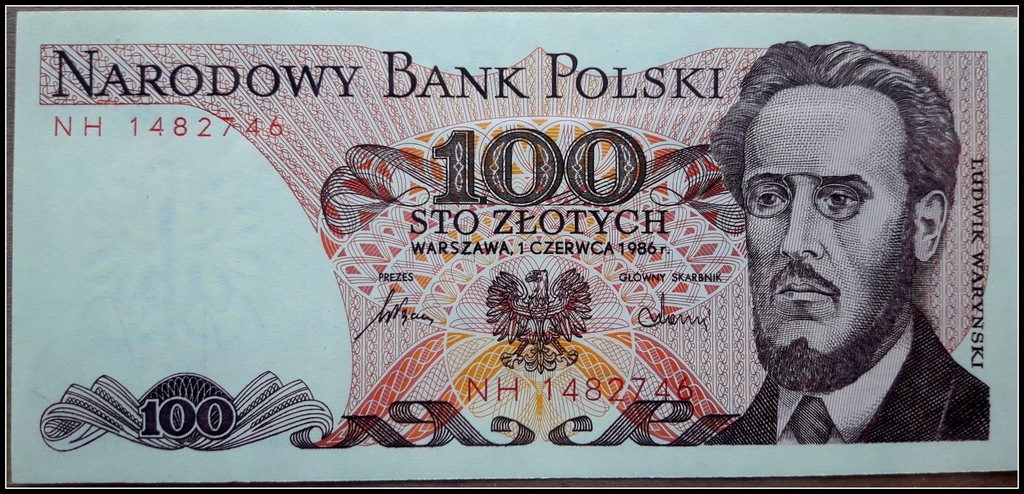 NARODOWY BANK POLSKI
NH 1482746
100
STO ZŁOTYCH
WARSZAWA, 1 CZERWCA 1986 r.
PREZES
GŁÓWNY SKARBNIK
LUDWIK WARYŃSKI
NH 1482746
100